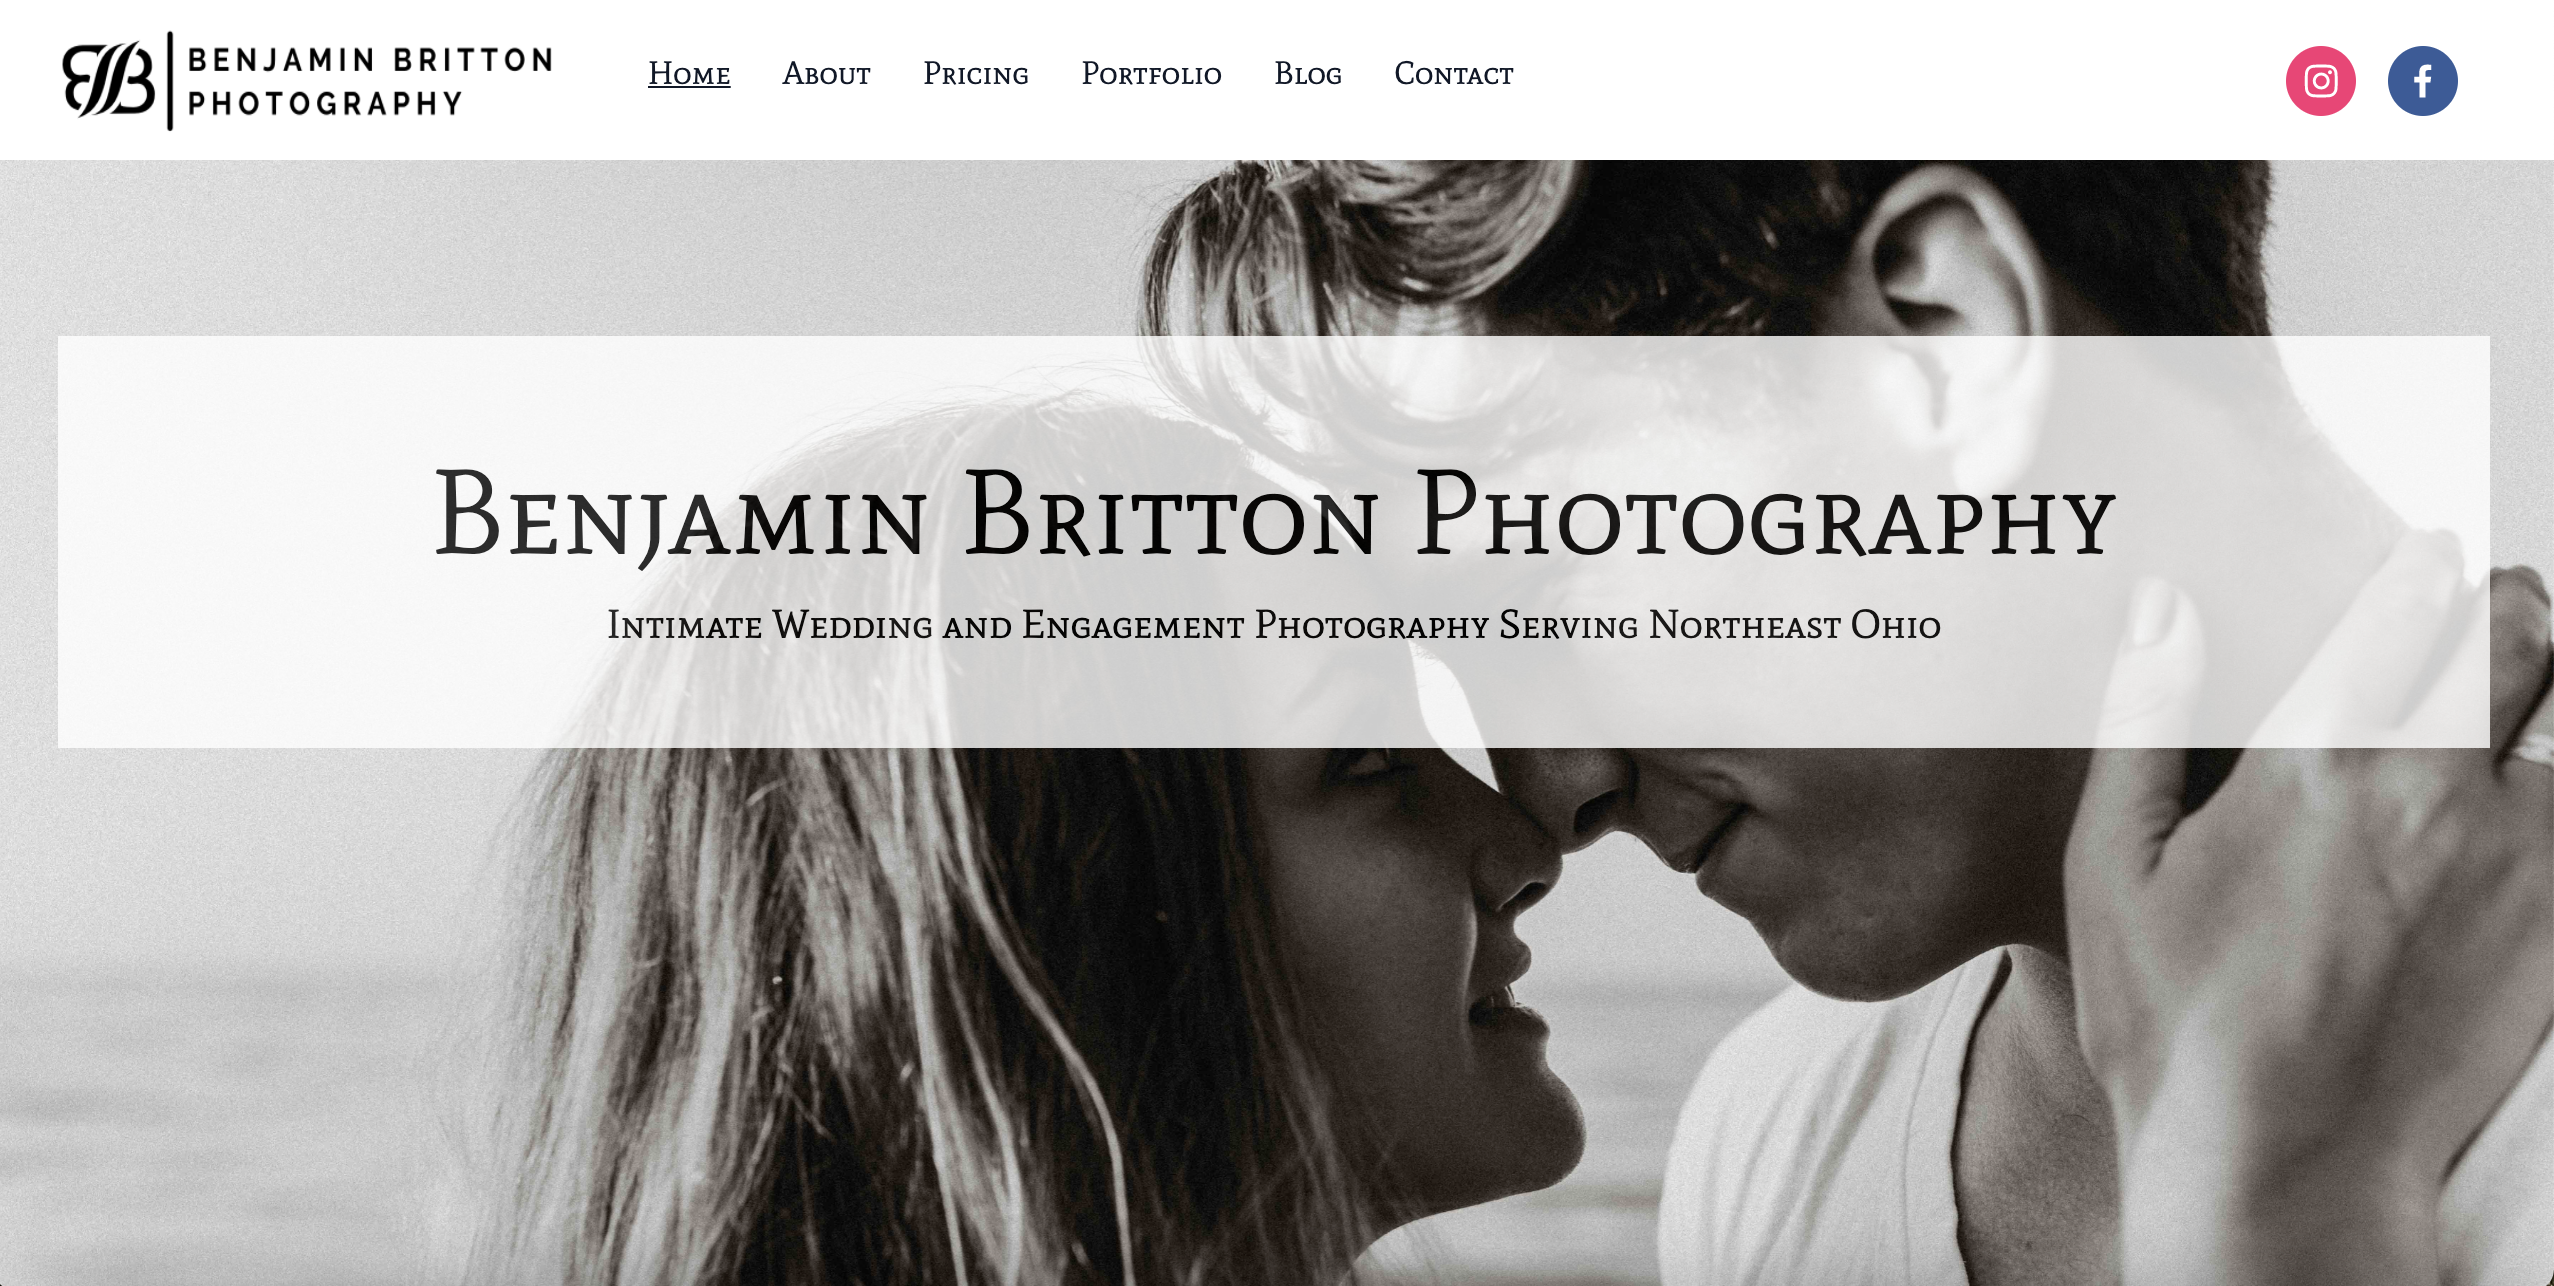 BENJAMIN BRITTON
PHOTOGRAPHY
Home About Pricing Portfolio Blog Contact
Benjamin Britton Photography
Intimate Wedding and Engagement Photography Serving Northeast Ohio